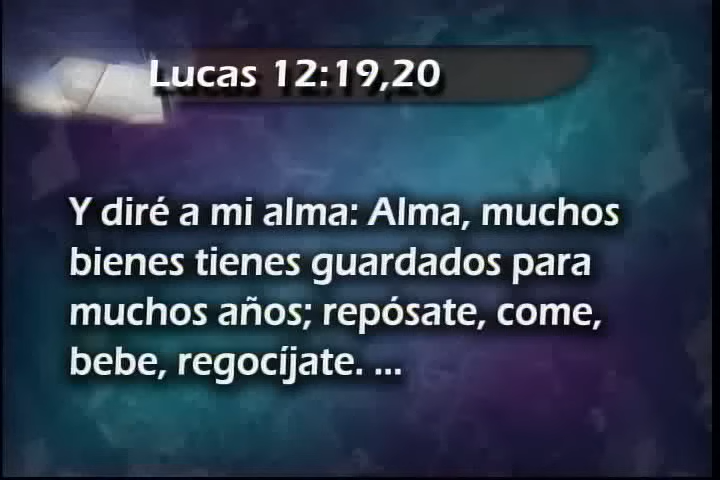 Lucas 12:19,20
Y diré a mi alma: Alma, muchos
bienes tienes guardados para
muchos años; repósate, come,
bebe, regocíjate. ...